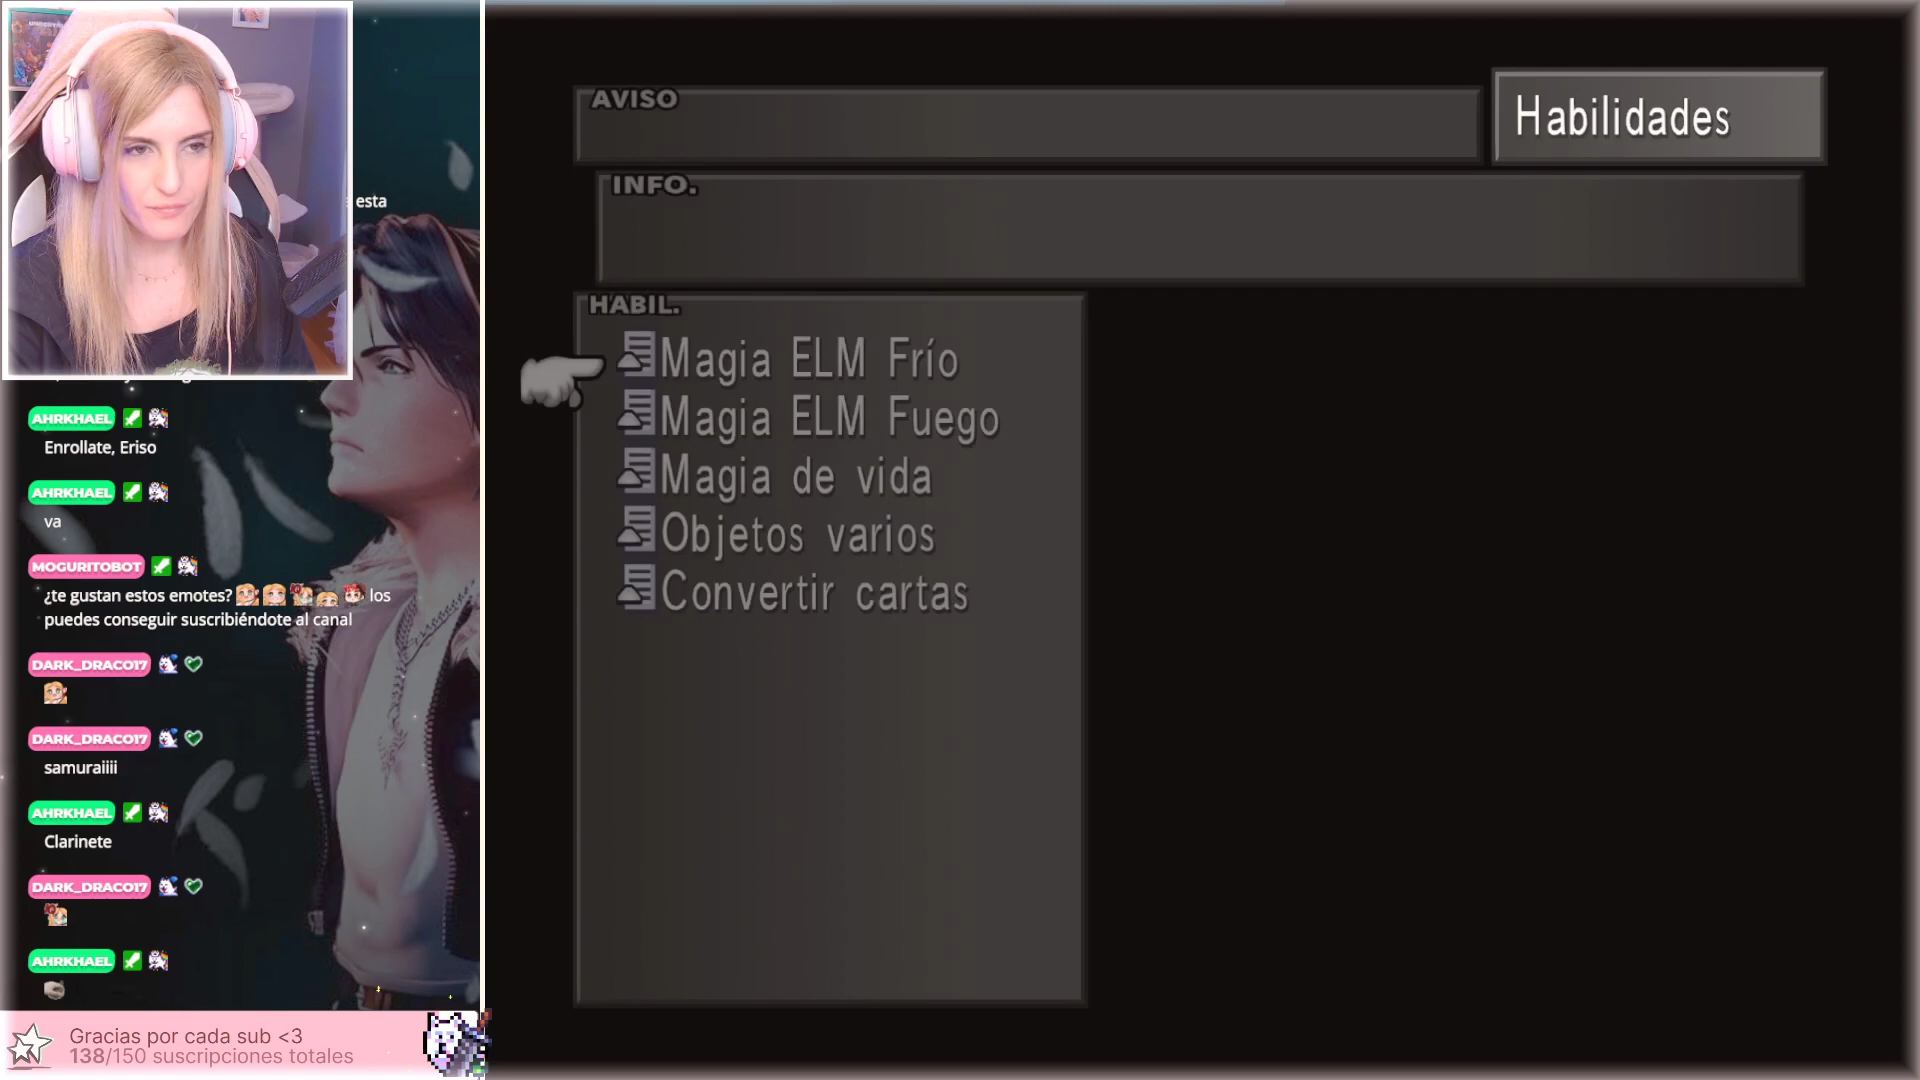 esta
AHRKHAEL
Enrollate, Eriso
AHRKHAEL
va
MOGURITOBOT
¿te gustan estos emotes? los
puedes conseguir suscribiéndote al canal
DARK_DRACO17
DARK_DRACO17
samuraiiii
AHRKHAEL
Clarinete
DARK_DRACO17
AHRKHAEL
Gracias por cada sub <3
138/150 suscripciones totales
AVISO
Habilidades
INFO.
HABIL.
Magia ELM Frío
Magia ELM Fuego
Magia de vida
Objetos varios
Convertir cartas